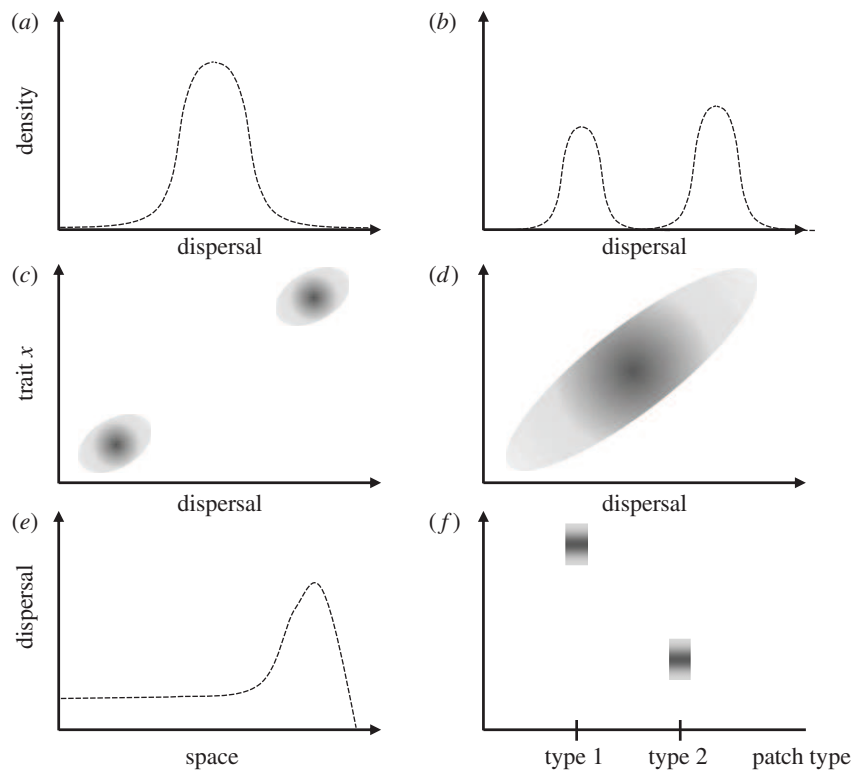 (a) (b)
density
dispersal dispersal
(c) (d)
trait x
dispersal dispersal
(e) (f)
dispersal
space type 1 type 2 patch type